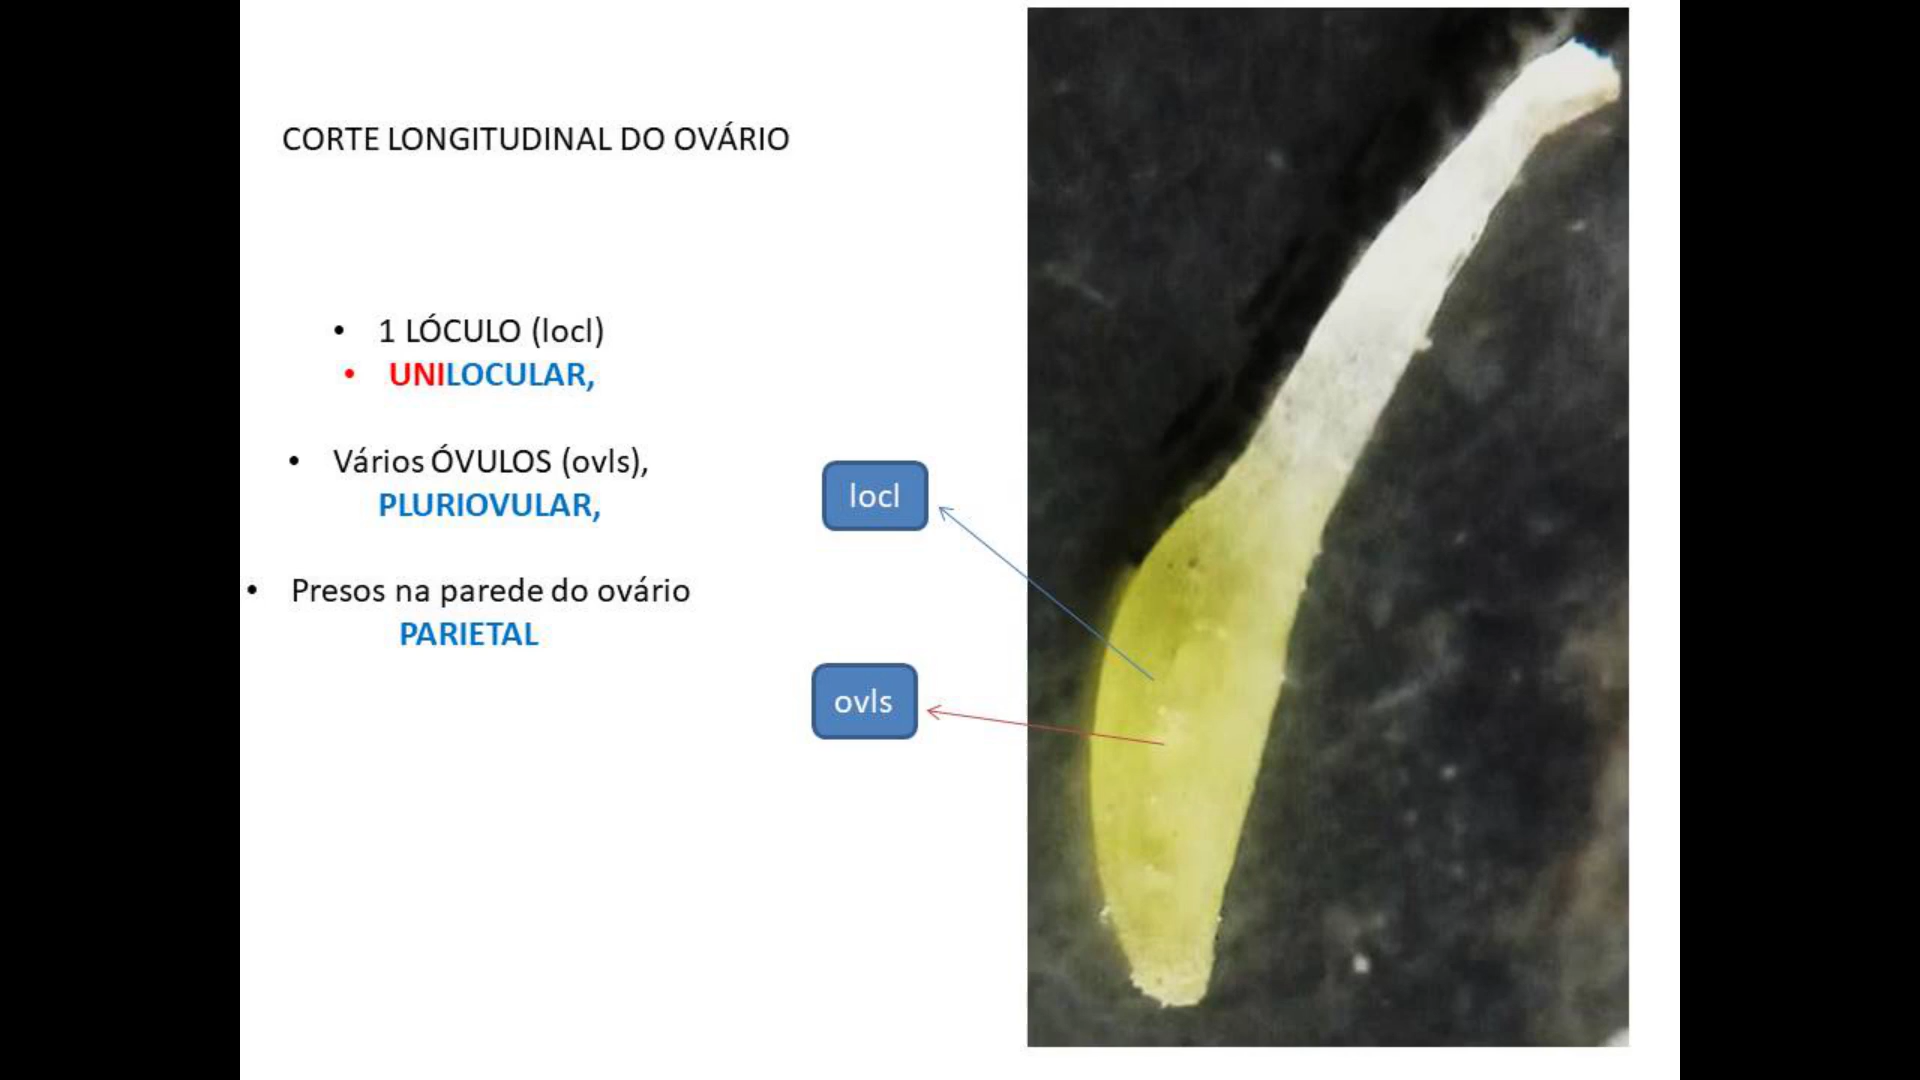 CORTE LONGITUDINAL DO OVÁRIO
• 1 LÓCULO (locl)
• UNILOCULAR,
• Vários ÓVULOS (ovls),
PLURIOVULAR,
• Presos na parede do ovário
PARIETAL
locl
ovls